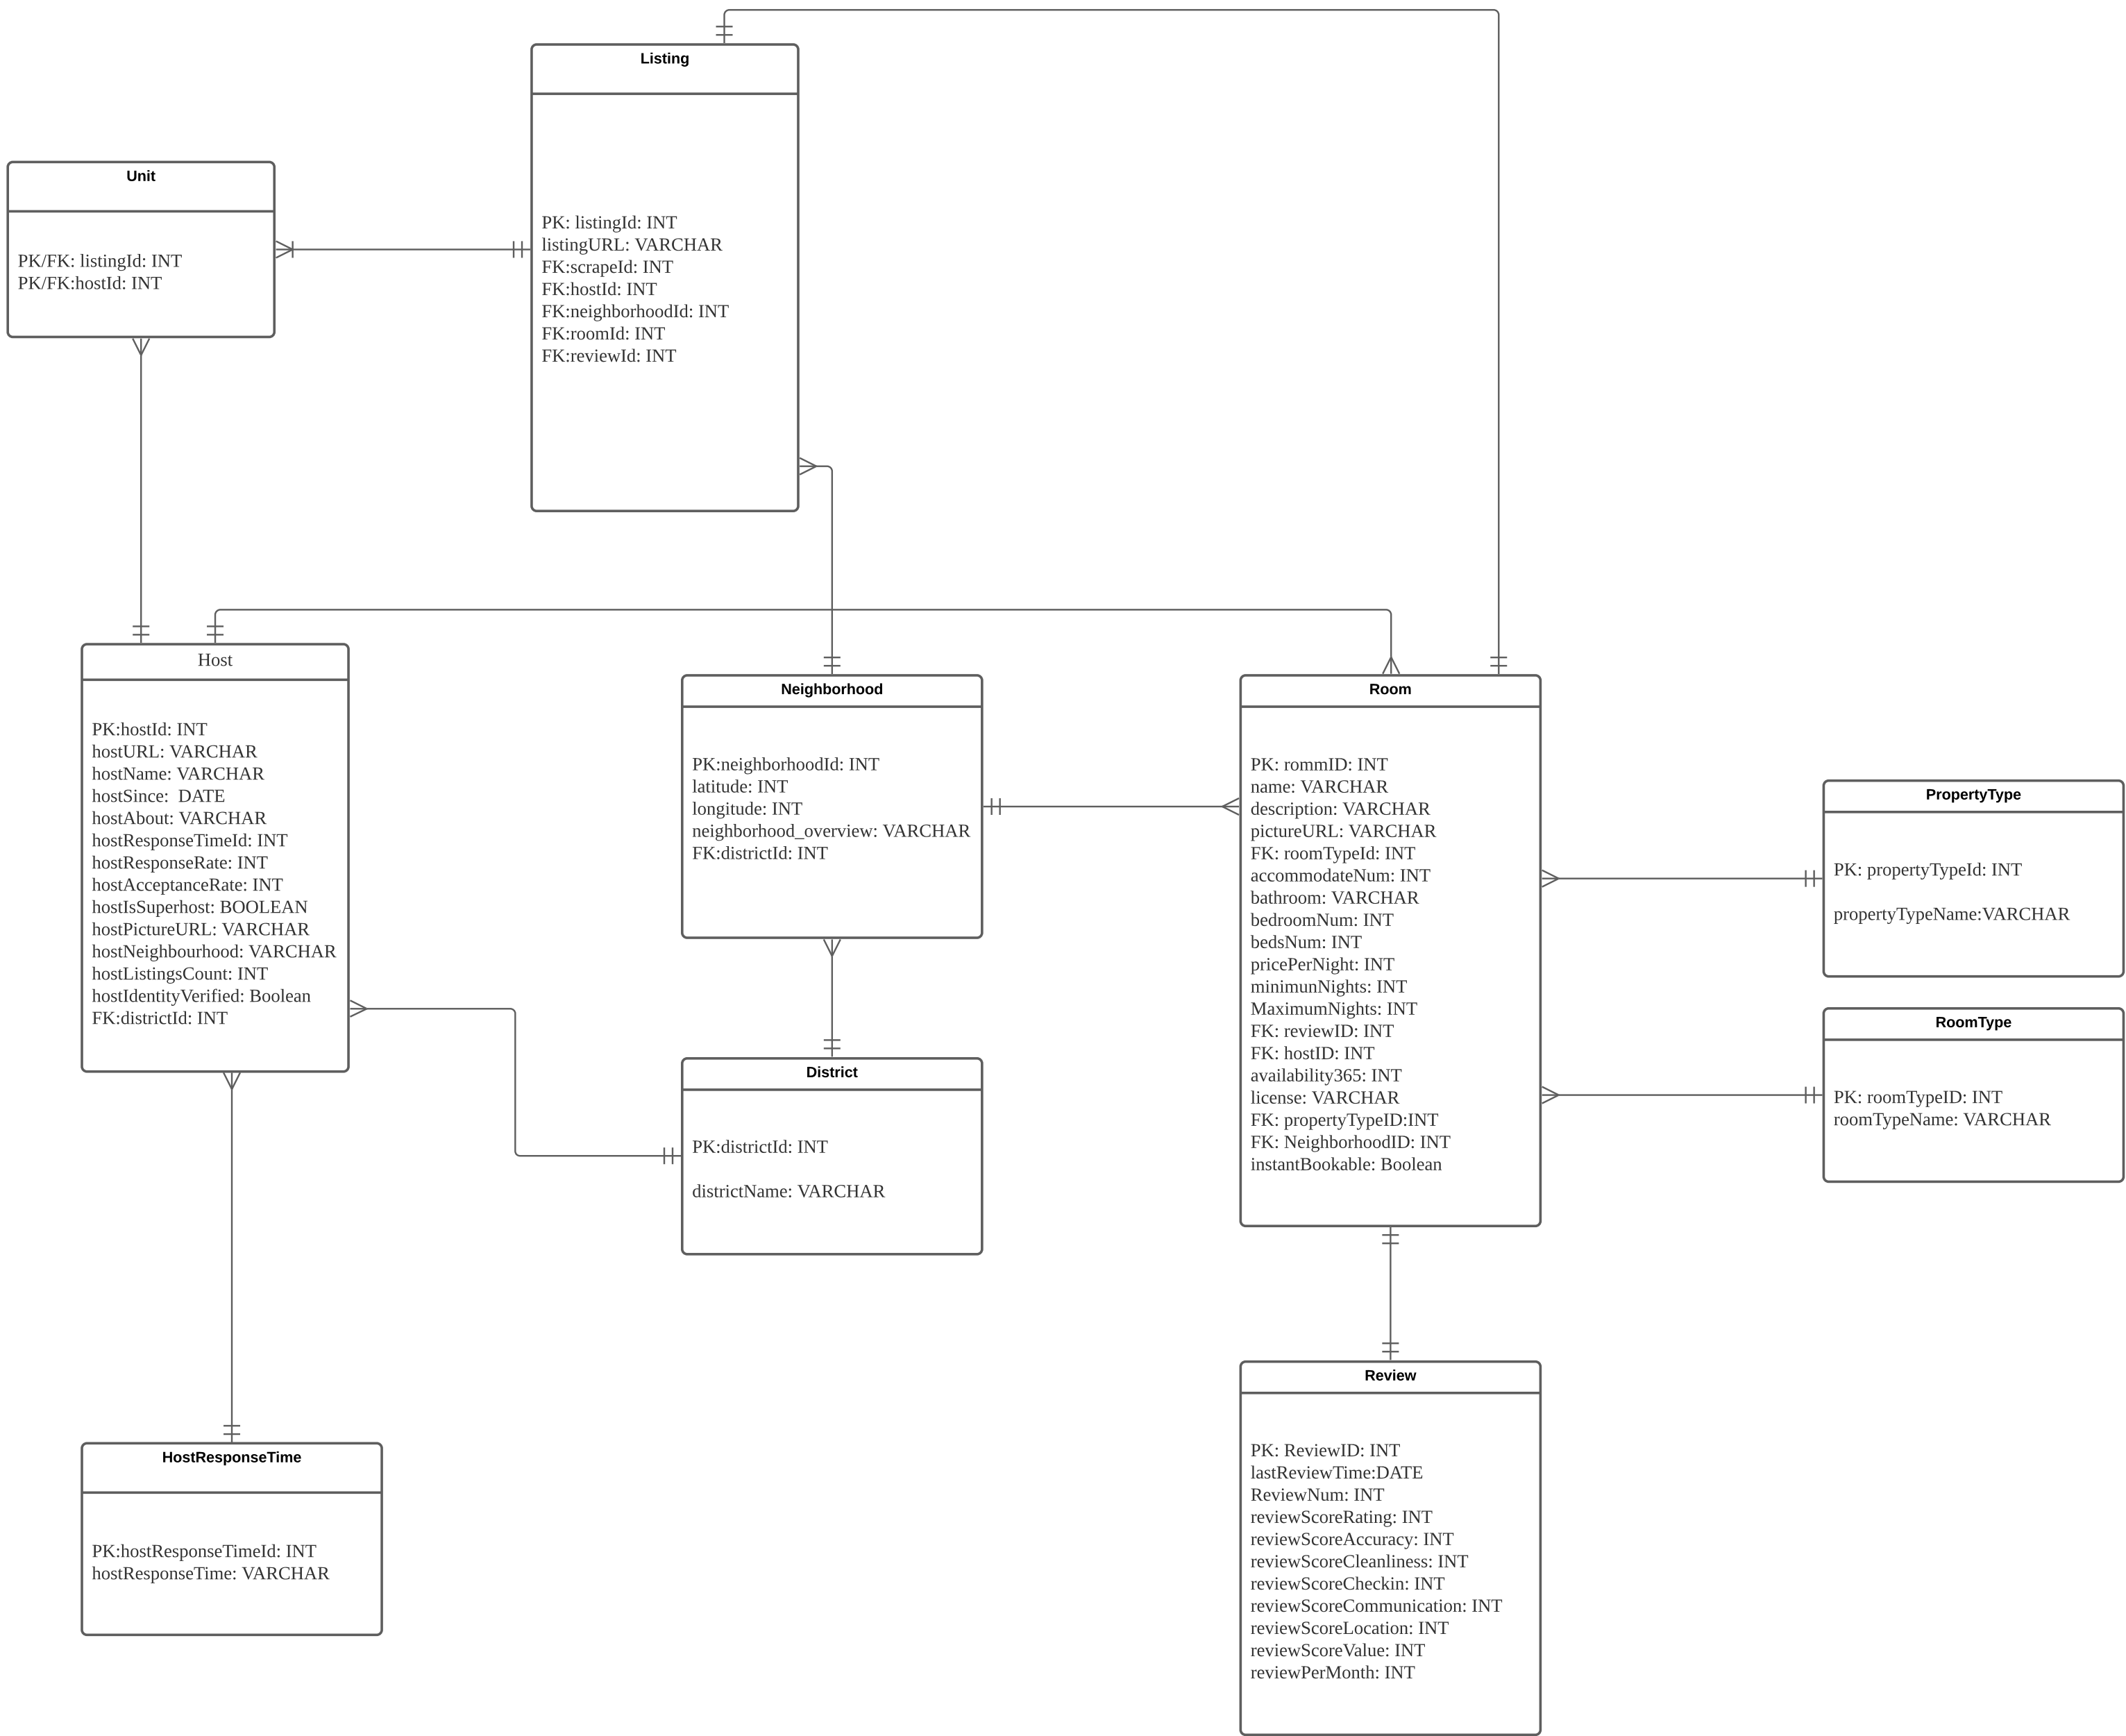 Listing
PK: listingId: INT
listingURL: VARCHAR
FK:scrapeId: INT
FK:hostId: INT
FK:neighborhoodId: INT
FK:roomId: INT
FK:reviewId: INT
Unit
PK/FK: listingId: INT
PK/FK:hostId: INT
Host
PK:hostId: INT
hostURL: VARCHAR
hostName: VARCHAR
hostSince:  DATE
hostAbout: VARCHAR
hostResponseTimeId: INT
hostResponseRate: INT
hostAcceptanceRate: INT
hostIsSuperhost: BOOLEAN
hostPictureURL: VARCHAR
hostNeighbourhood: VARCHAR
hostListingsCount: INT
hostIdentityVerified: Boolean
FK:districtId: INT
Neighborhood
PK:neighborhoodId: INT
latitude: INT
longitude: INT
neighborhood_overview: VARCHAR
FK:districtId: INT
Room
PK: rommID: INT
name: VARCHAR
description: VARCHAR
pictureURL: VARCHAR
FK: roomTypeId: INT
accommodateNum: INT
bathroom: VARCHAR
bedroomNum: INT
bedsNum: INT
pricePerNight: INT
minimunNights: INT
MaximumNights: INT
FK: reviewID: INT
FK: hostID: INT
availability365: INT
license: VARCHAR
FK: propertyTypeID:INT
FK: NeighborhoodID: INT
instantBookable: Boolean
PropertyType
PK: propertyTypeId: INT
propertyTypeName:VARCHAR
RoomType
PK: roomTypeID: INT
roomTypeName: VARCHAR
District
PK:districtId: INT
districtName: VARCHAR
Review
PK: ReviewID: INT
lastReviewTime:DATE
ReviewNum: INT
reviewScoreRating: INT
reviewScoreAccuracy: INT
reviewScoreCleanliness: INT
reviewScoreCheckin: INT
reviewScoreCommunication: INT
reviewScoreLocation: INT
reviewScoreValue: INT
reviewPerMonth: INT
HostResponseTime
PK:hostResponseTimeId: INT
hostResponseTime: VARCHAR